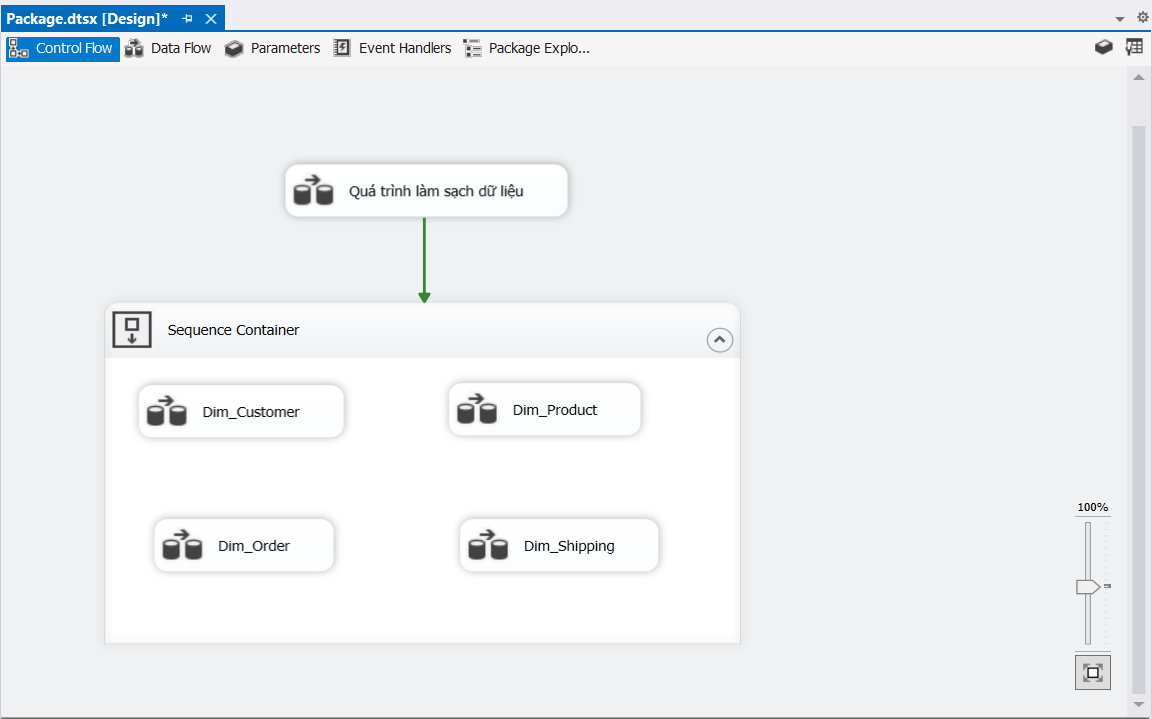 Package.dtsx [Design]*
Control Flow Data Flow Parameters Event Handlers Package Explo...
Quá trình làm sạch dữ liệu
Sequence Container
Dim_Customer Dim_Product
Dim_Order Dim_Shipping
100%